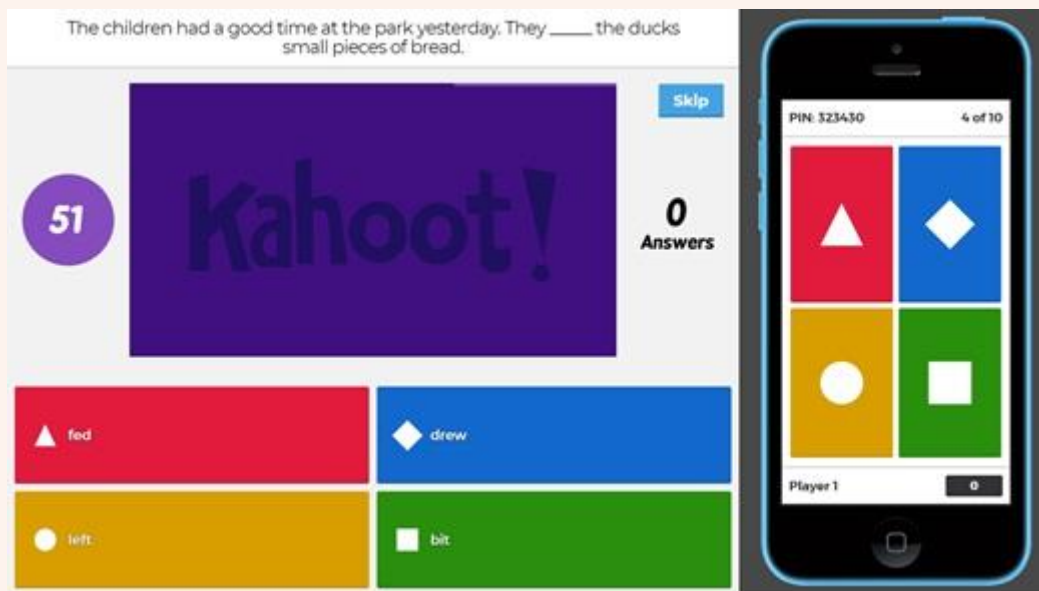 The children had a good time at the park yesterday. They _____ the ducks
small pieces of bread.
Skip
51
Kahoot!
0
Answers
fed
drew
left
bit
PIN: 323430
4 of 10
Player 1
0